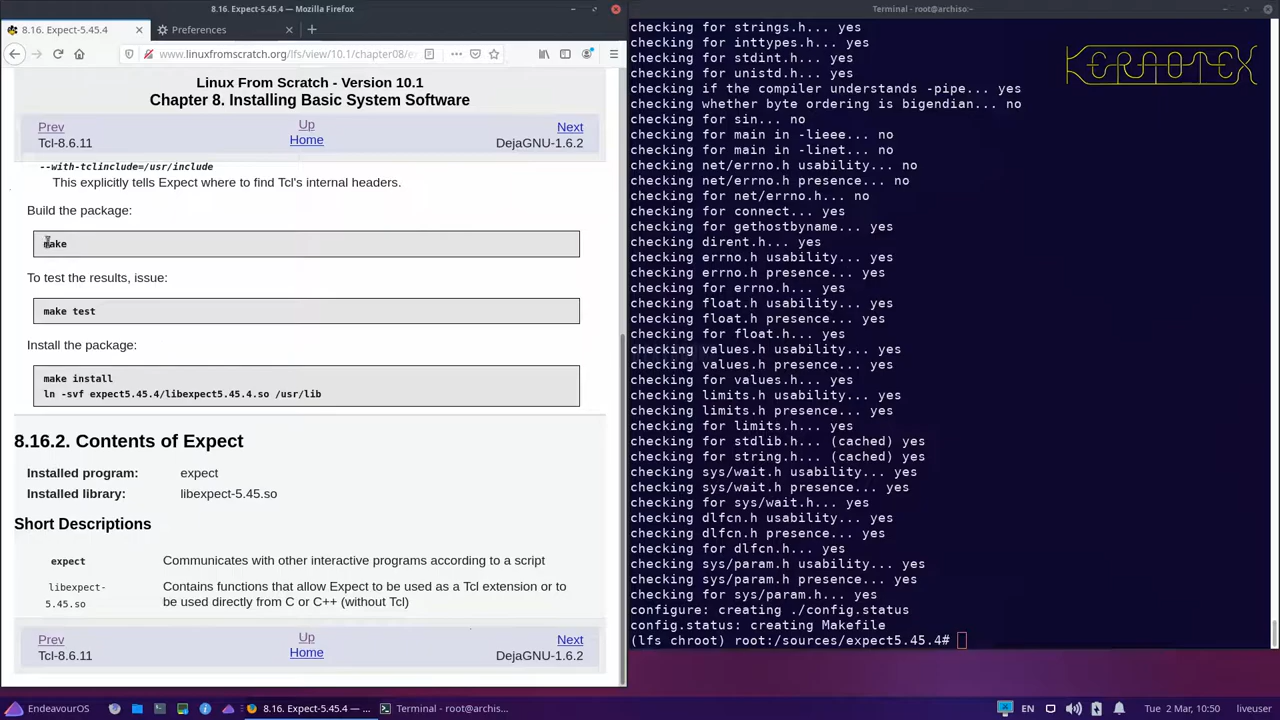 8.16. Expect-5.45.4 — Mozilla Firefox
Terminal - root@archiso:~
8.16. Expect-5.45.4
Preferences
www.linuxfromscratch.org/lfs/view/10.1/chapter08/e
Linux From Scratch - Version 10.1
Chapter 8. Installing Basic System Software
Prev
Up
Next
Tcl-8.6.11
Home
DejaGNU-1.6.2
--with-tclinclude=/usr/include
This explicitly tells Expect where to find Tcl's internal headers.
Build the package:
make
To test the results, issue:
make test
Install the package:
make install
ln -svf expect5.45.4/libexpect5.45.4.so /usr/lib
8.16.2. Contents of Expect
Installed program: expect
Installed library: libexpect-5.45.so
Short Descriptions
expect Communicates with other interactive programs according to a script
libexpect- Contains functions that allow Expect to be used as a Tcl extension or to
5.45.so be used directly from C or C++ (without Tcl)
Prev
Up
Next
Tcl-8.6.11
Home
DejaGNU-1.6.2
checking for strings.h... yes
checking for inttypes.h... yes
checking for stdint.h... yes
checking for unistd.h... yes
checking if the compiler understands -pipe... yes
checking whether byte ordering is bigendian... no
checking for sin... no
checking for main in -lieee... no
checking for main in -linet... no
checking net/errno.h usability... no
checking net/errno.h presence... no
checking for net/errno.h... no
checking for connect... yes
checking for gethostbyname... yes
checking dirent.h... yes
checking errno.h usability... yes
checking errno.h presence... yes
checking for errno.h... yes
checking float.h usability... yes
checking float.h presence... yes
checking for float.h... yes
checking values.h usability... yes
checking values.h presence... yes
checking for values.h... yes
checking limits.h usability... yes
checking limits.h presence... yes
checking for limits.h... yes
checking for stdlib.h... (cached) yes
checking for string.h... (cached) yes
checking sys/wait.h usability... yes
checking sys/wait.h presence... yes
checking for sys/wait.h... yes
checking dlfcn.h usability... yes
checking dlfcn.h presence... yes
checking for dlfcn.h... yes
checking sys/param.h usability... yes
checking sys/param.h presence... yes
checking for sys/param.h... yes
configure: creating ./config.status
config.status: creating Makefile
(lfs chroot) root:/sources/expect5.45.4#
KERNOTEX
EndeavourOS
8.16. Expect-5.45.4 — ...
Terminal - root@archis...
EN
Tue 2 Mar, 10:50
liveuser